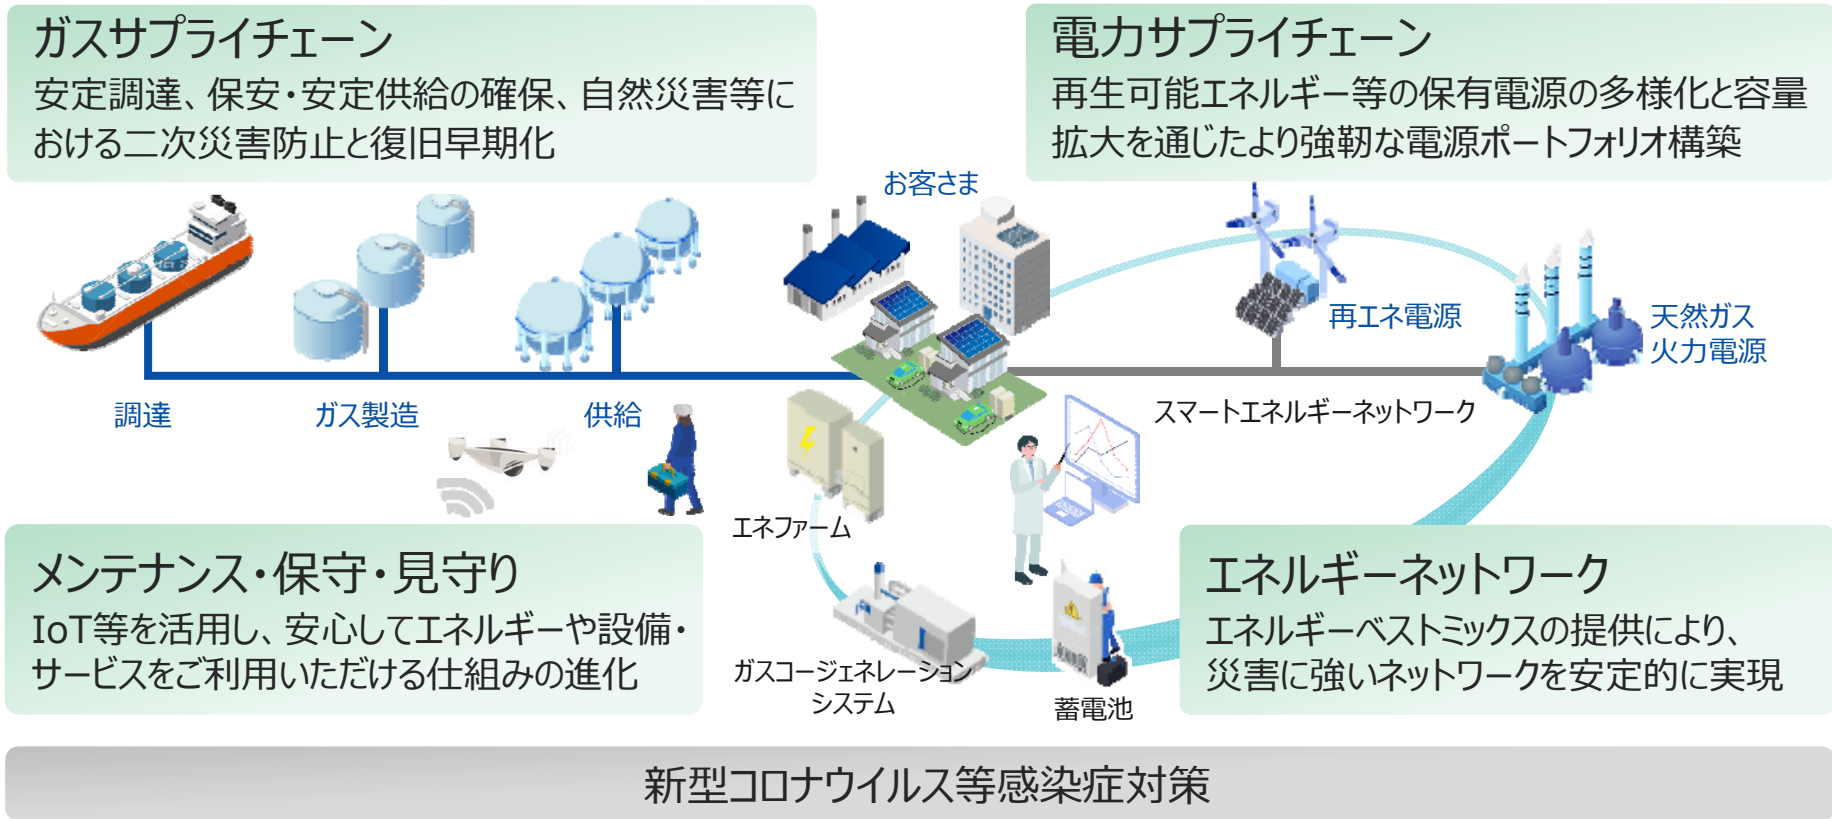 ガスサプライチェーン
安定調達、保安・安定供給の確保、自然災害等に
おける二次災害防止と復旧早期化
電力サプライチェーン
再生可能エネルギー等の保有電源の多様化と容量
拡大を通じたより強靭な電源ポートフォリオ構築
お客さま
再エネ電源
天然ガス
火力電源
調達
ガス製造
供給
スマートエネルギーネットワーク
エネファーム
ガスコージェネレーション
システム
蓄電池
メンテナンス・保守・見守り
IoT等を活用し、安心してエネルギーや設備・
サービスをご利用いただける仕組みの進化
エネルギーネットワーク
エネルギーベストミックスの提供により、
災害に強いネットワークを安定的に実現
新型コロナウイルス等感染症対策